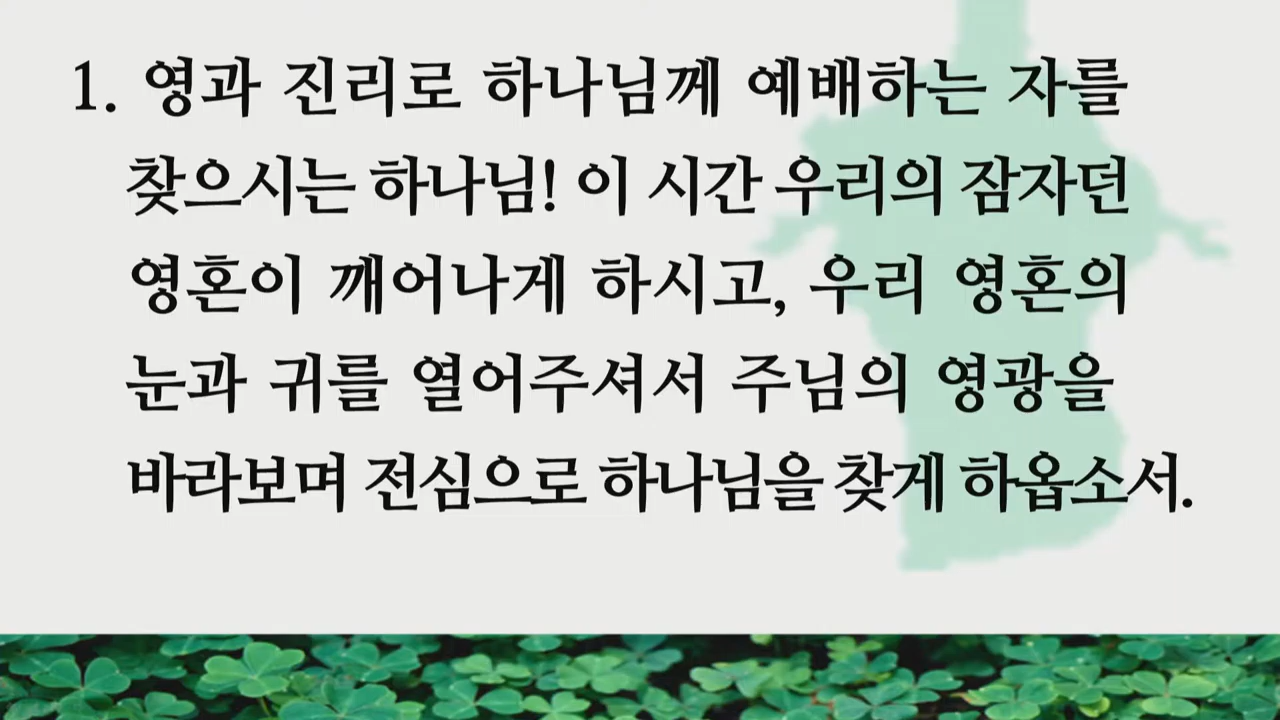 1. 영과 진리로 하나님께 예배하는 자를
찾으시는 하나님! 이 시간 우리의 잠자던
영혼이 깨어나게 하시고, 우리 영혼의
눈과 귀를 열어주셔서 주님의 영광을
바라보며 전심으로 하나님을 찾게 하옵소서.